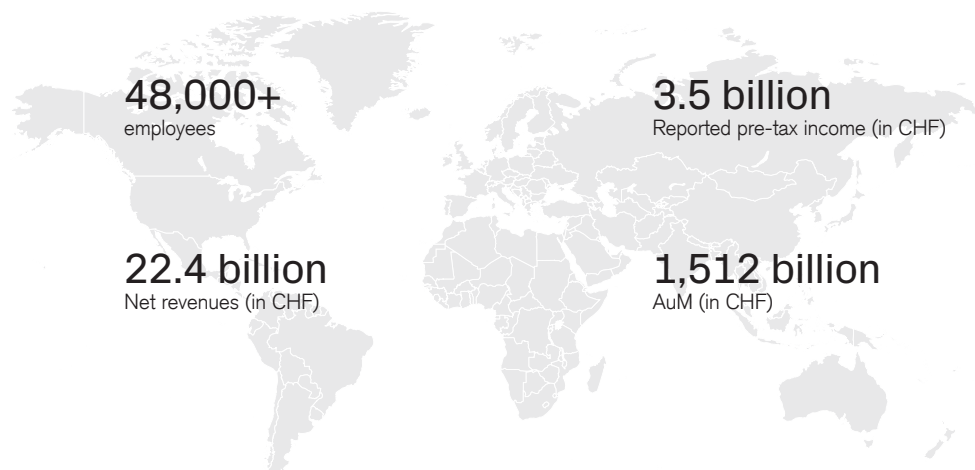 48,000+
employees
3.5 billion
Reported pre-tax income (in CHF)
22.4 billion
Net revenues (in CHF)
1,512 billion
AuM (in CHF)